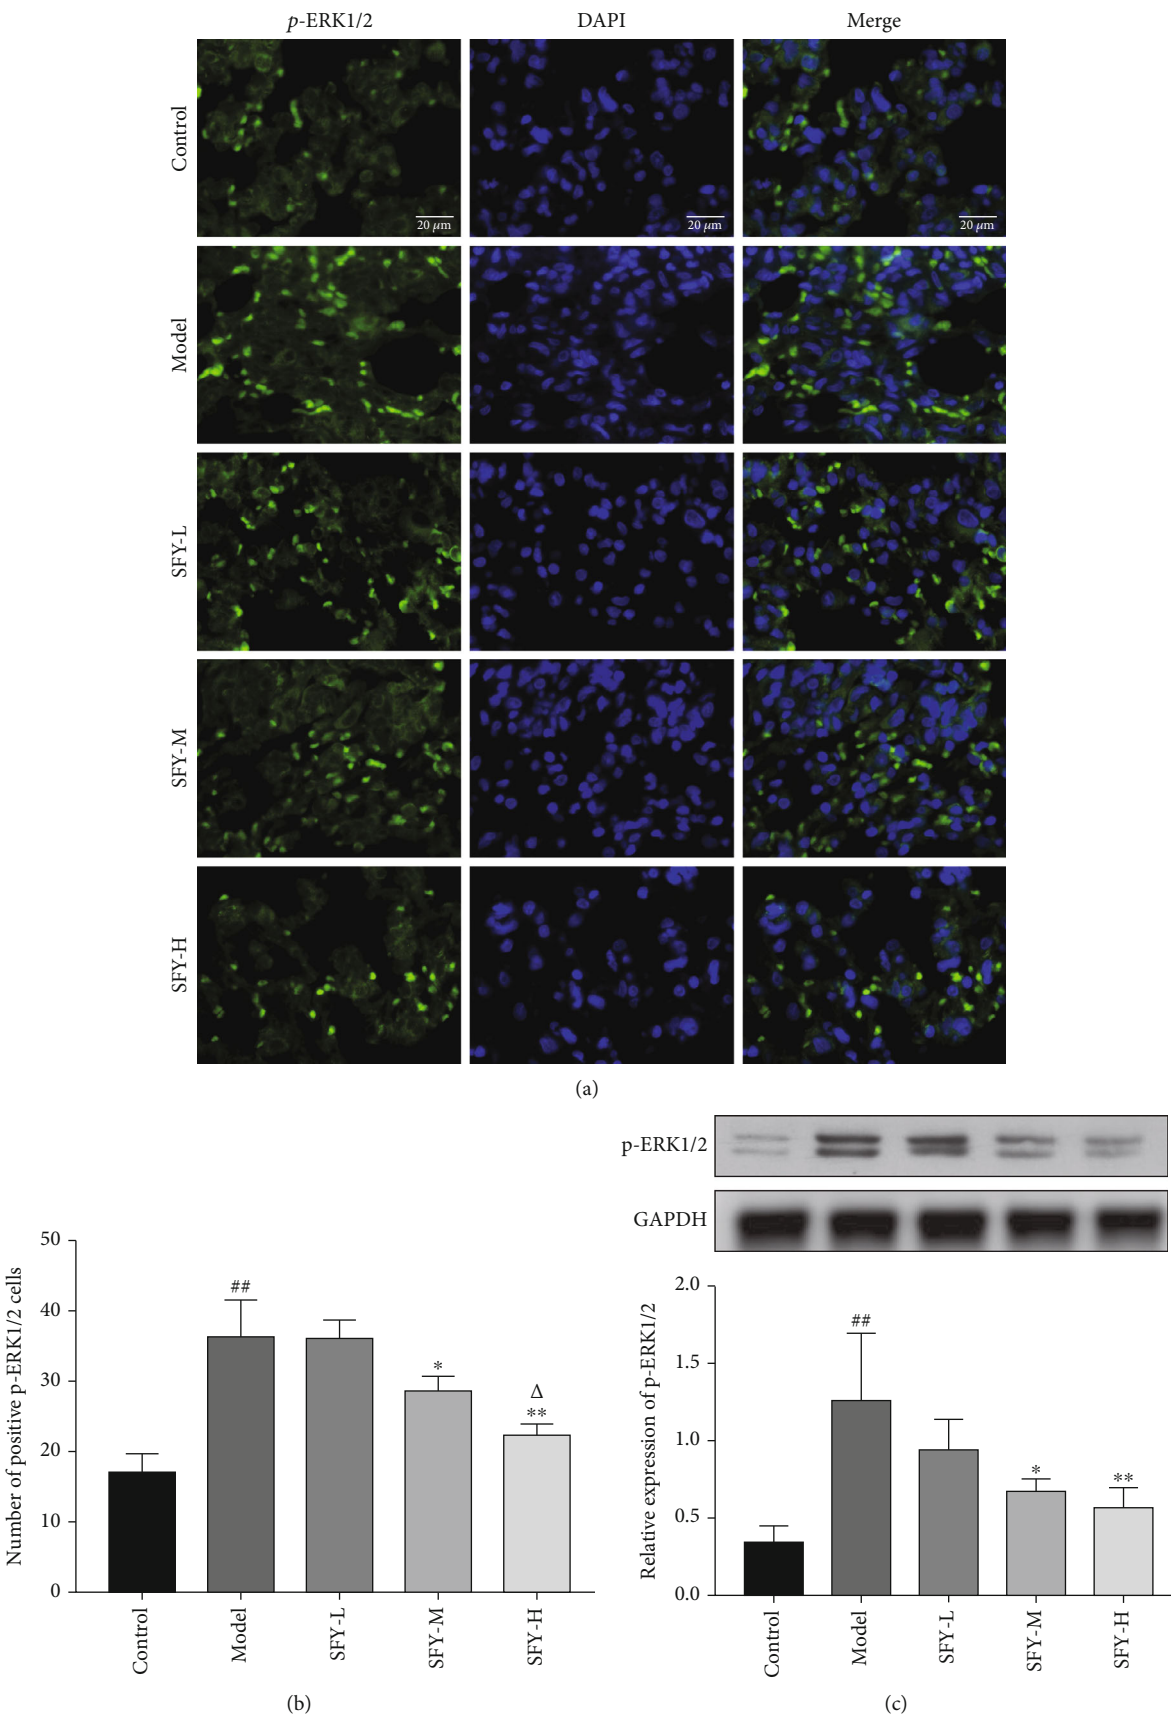 p-ERK1/2 DAPI Merge
Control
20 μm 20 μm 20 μm
Model
SFY-L
SFY-M
SFY-H
(a)
p-ERK1/2
GAPDH
Number of positive p-ERK1/2 cells
50
40
30
20
10
0
##
*
Δ
**
Control Model SFY-L SFY-M SFY-H
(b)
Relative expression of p-ERK1/2
2.0
1.5
1.0
0.5
0.0
##
*
**
Control Model SFY-L SFY-M SFY-H
(c)